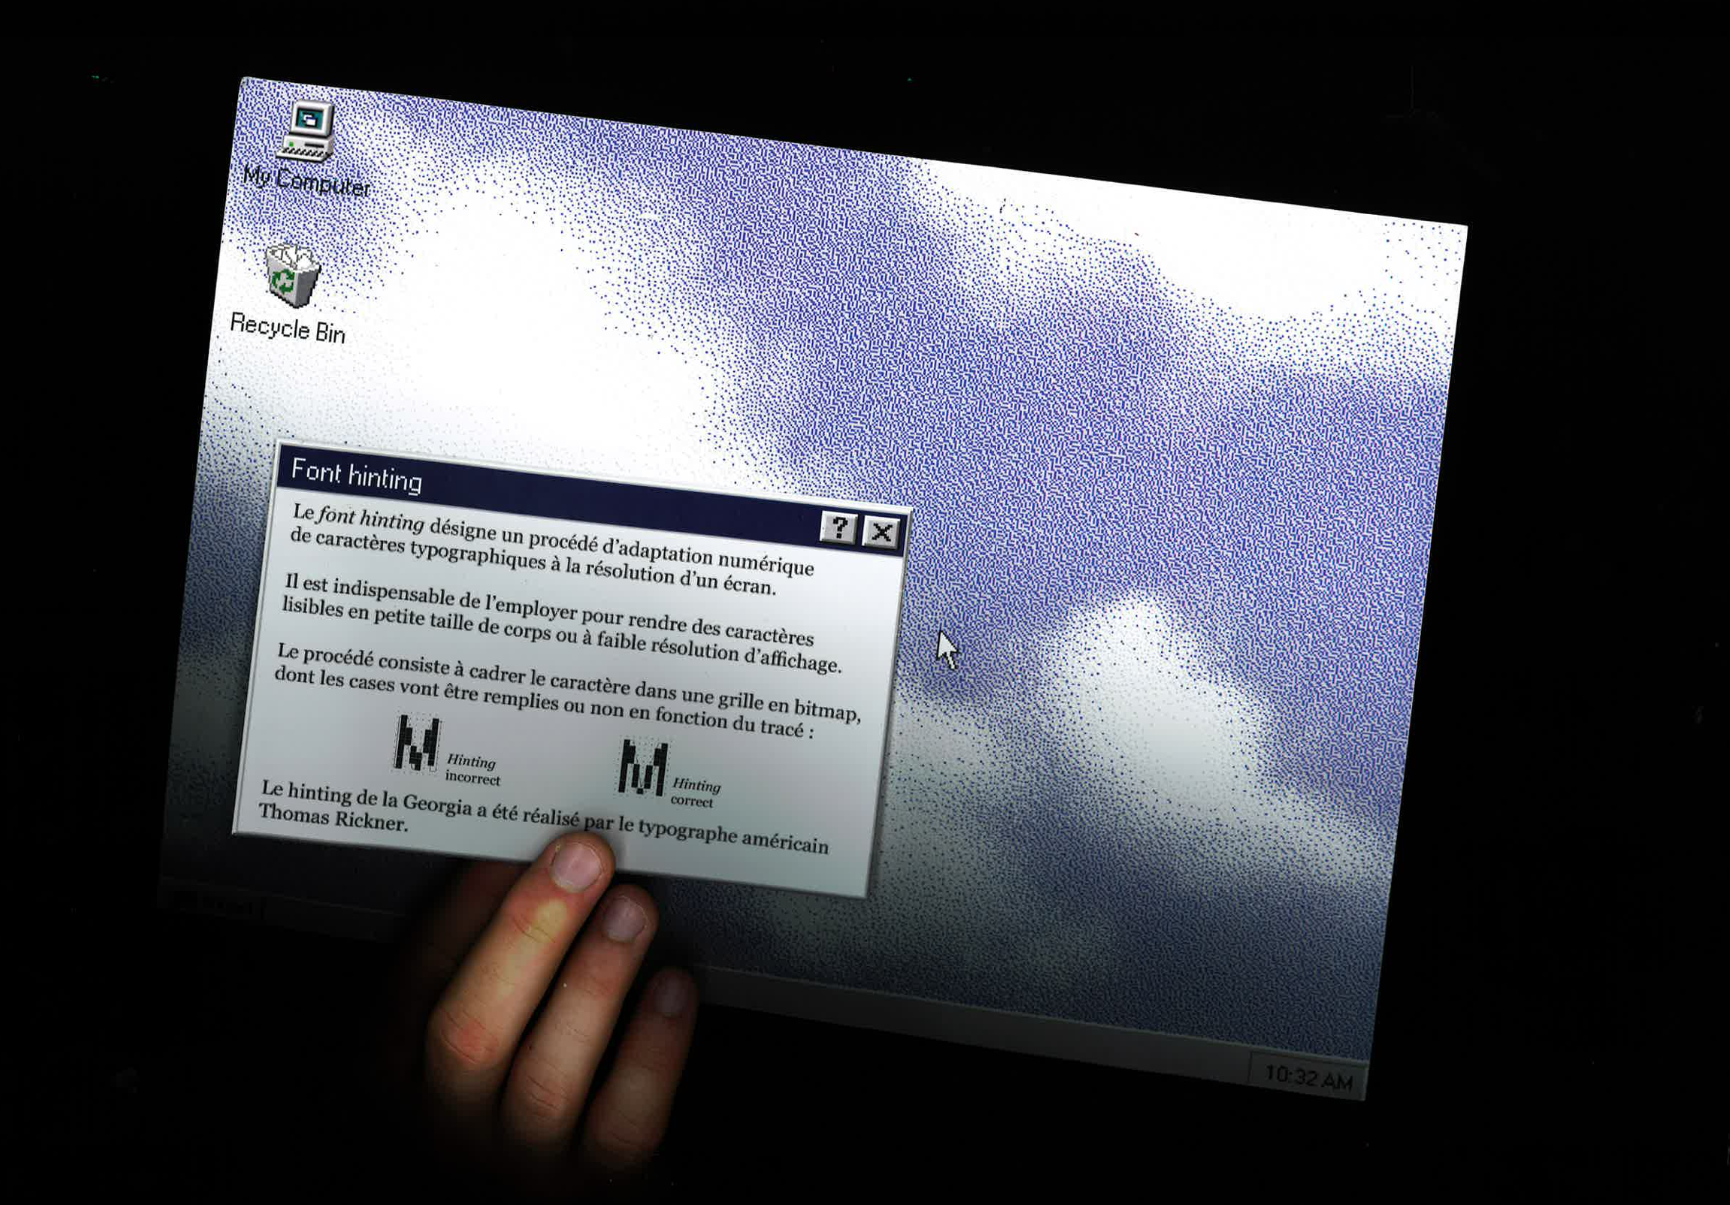 My Computer
Recycle Bin
Font hinting
Le font hinting désigne un procédé d'adaptation numérique
de caractères typographiques à la résolution d'un écran.
Il est indispensable de l'employer pour rendre des caractères
lisibles en petite taille de corps ou à faible résolution d'affichage.
Le procédé consiste à cadrer le caractère dans une grille en bitmap,
dont les cases vont être remplies ou non en fonction du tracé :
M
Hinting
incorrect
M
Hinting
correct
Le hinting de la Georgia a été réalisé par le typographe américain
Thomas Rickner.
10:32 AM